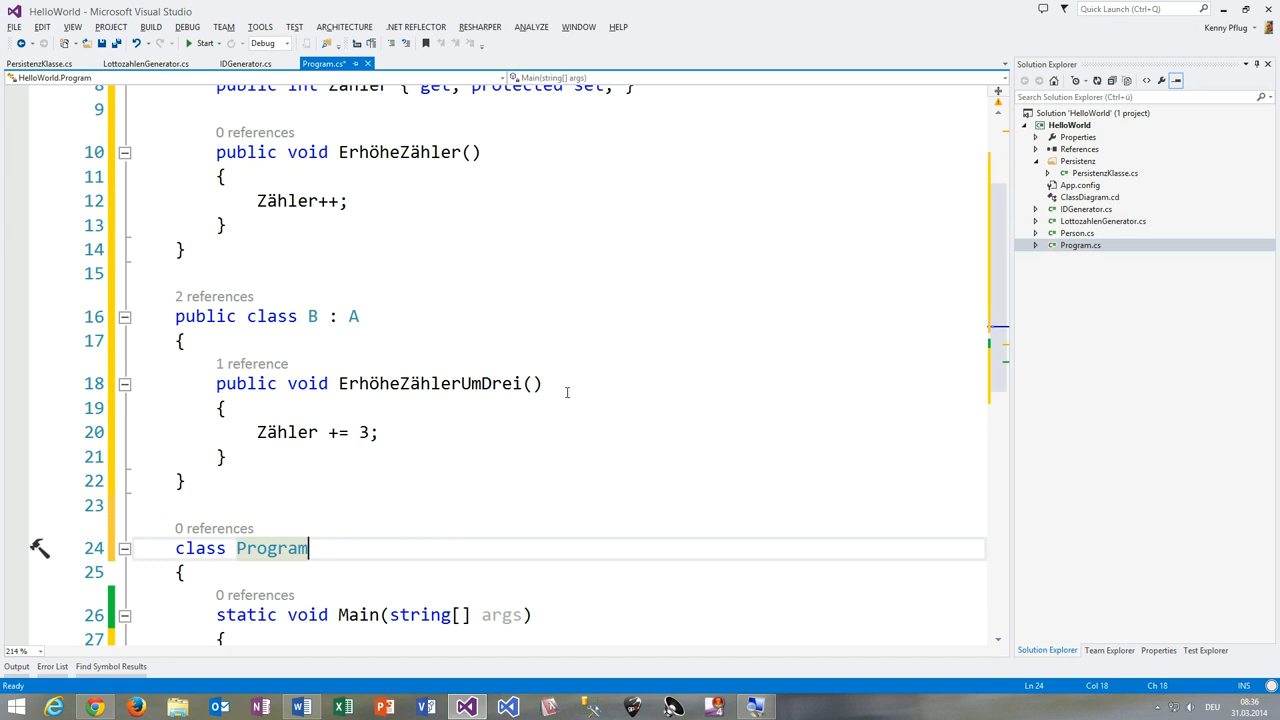 HelloWorld - Microsoft Visual Studio
Quick Launch (Ctrl+Q)
FILE EDIT VIEW PROJECT BUILD DEBUG TEAM TOOLS TEST ARCHITECTURE .NET REFLECTOR RESHARPER ANALYZE WINDOW HELP
Kenny Pflug
Start
Debug
PersistenzKlasse.cs LottozahlenGenerator.cs IDGenerator.cs Program.cs*
HelloWorld.Program
Main(string[] args)
8 public int Zähler { get; protected set; }
9
0 references
10 public void ErhöheZähler()
11 {
12 Zähler++;
13 }
14 }
15
2 references
16 public class B : A
17 {
1 reference
18 public void ErhöheZählerUmDrei()
19 {
20 Zähler += 3;
21 }
22 }
23
0 references
24 class Program
25 {
0 references
26 static void Main(string[] args)
27 {
214 %
Solution Explorer
Search Solution Explorer (Ctrl+ü)
Solution 'HelloWorld' (1 project)
HelloWorld
Properties
References
Persistenz
PersistenzKlasse.cs
App.config
ClassDiagram.cd
IDGenerator.cs
LottozahlenGenerator.cs
Person.cs
Program.cs
Solution Explorer Team Explorer Properties Test Explorer
Output Error List Find Symbol Results
Ready
Ln 24 Col 18 Ch 18 INS
DEU
08:36
31.03.2014